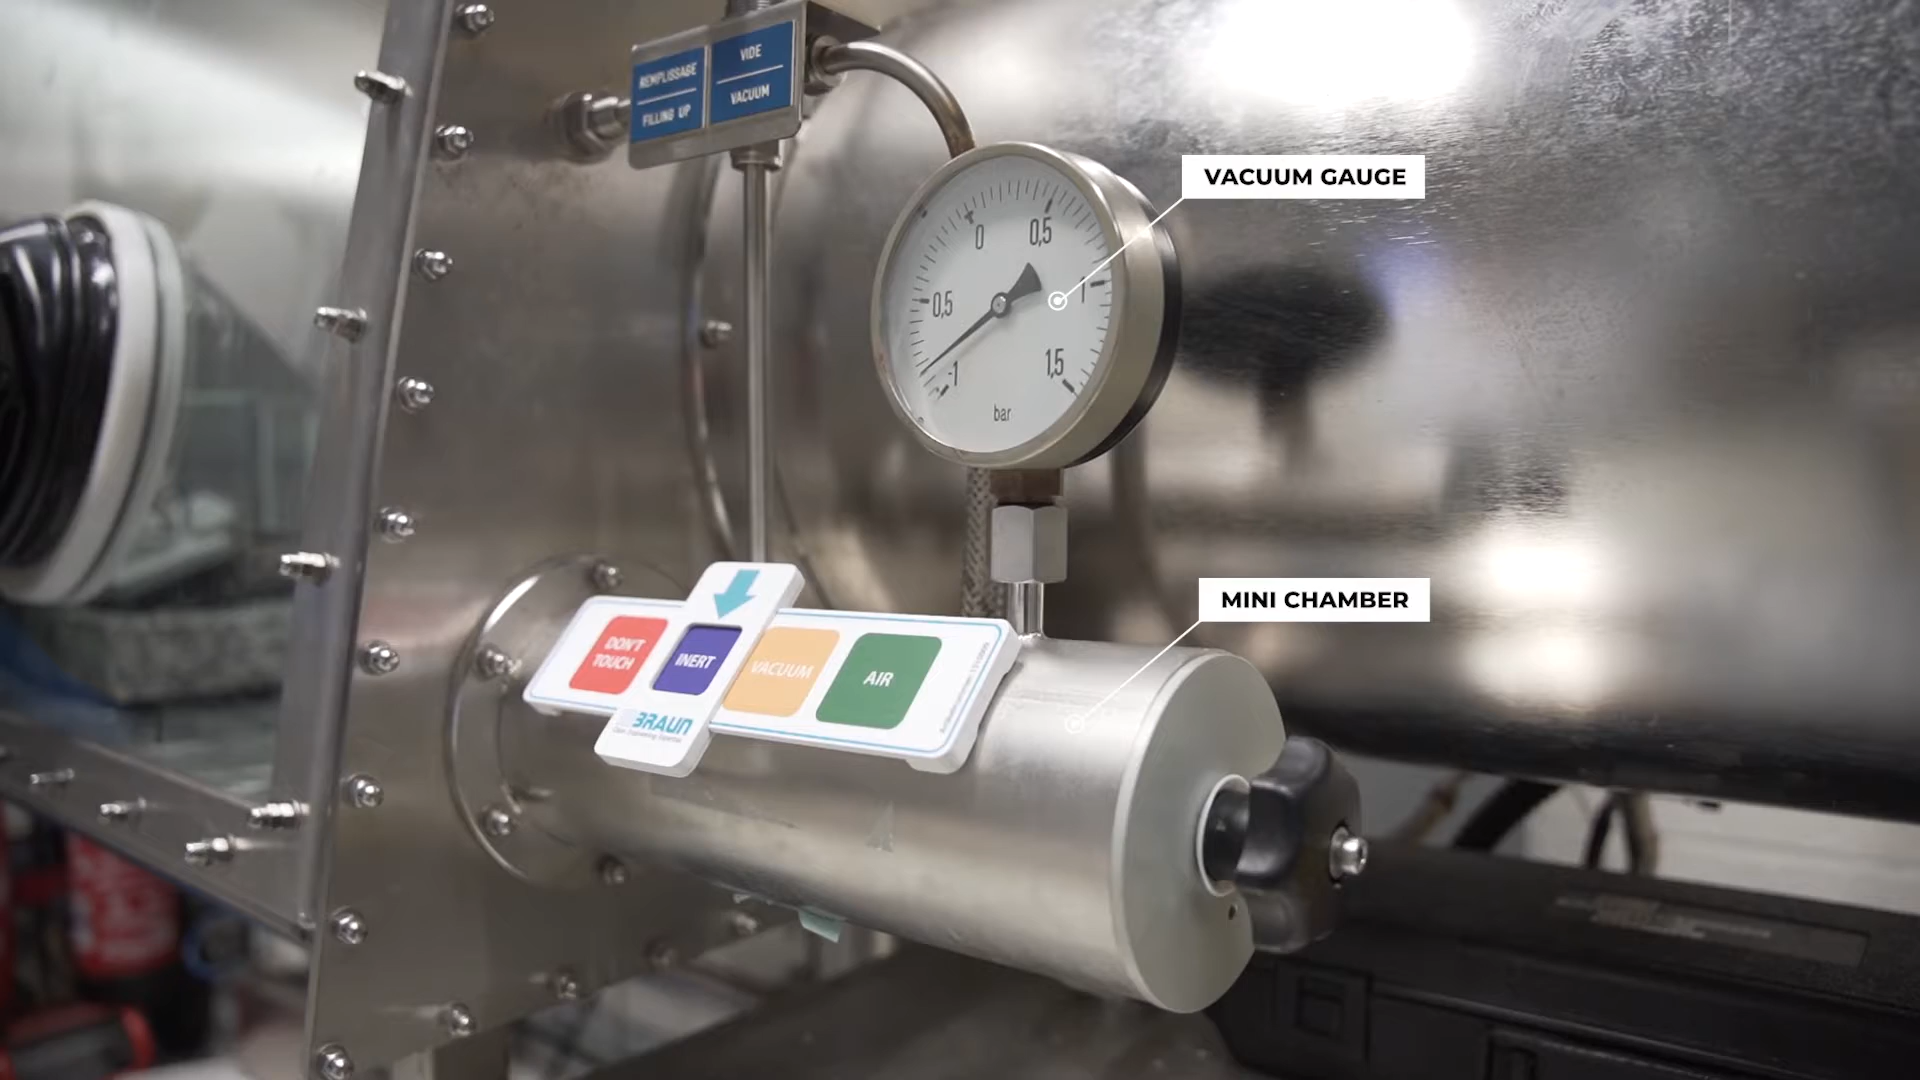 REMPLISSAGE
FILLING UP
VIDE
VACUUM
VACUUM GAUGE
0
0,5
0,5
1
-1
1,5
bar
MINI CHAMBER
DON'T
TOUCH
INERT
VACUUM
AIR
BRAUN